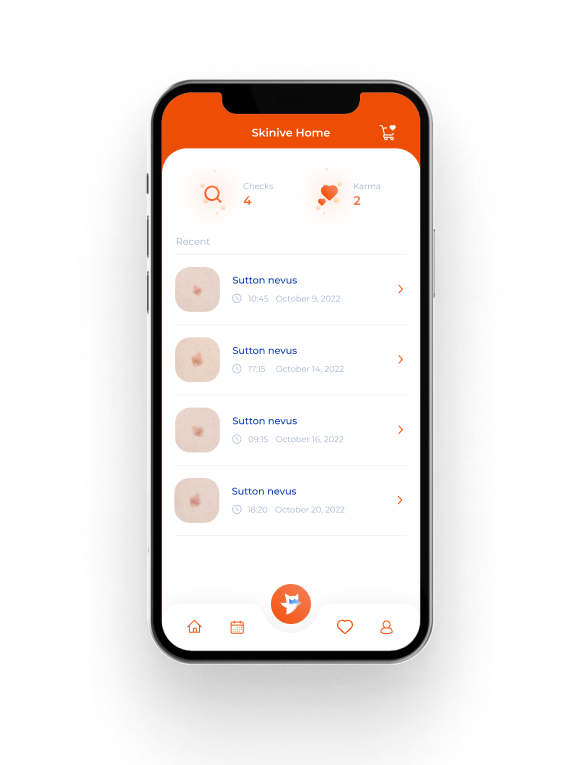 Skinive Home
Checks
4
Karma
2
Recent
Sutton nevus
10:45 October 9, 2022
Sutton nevus
17:15 October 14, 2022
Sutton nevus
09:15 October 16, 2022
Sutton nevus
18:20 October 20, 2022